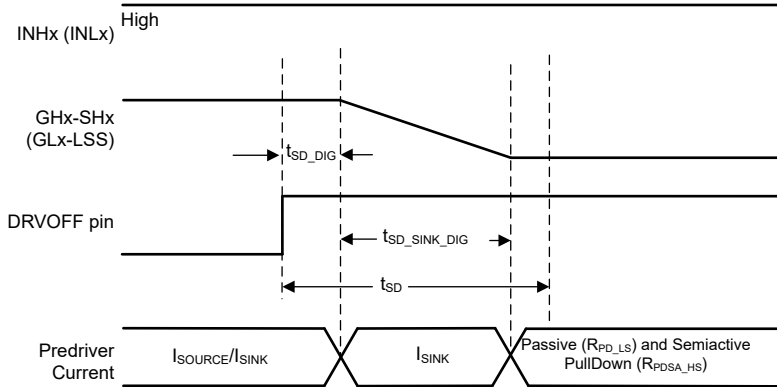 INHx (INLx)
High
GHx-SHx
(GLx-LSS)
tSD_DIG
DRVOFF pin
tSD_SINK_DIG
tSD
Predriver
Current
ISOURCE/ISINK
ISINK
Passive (RPD_LS) and Semiactive
PullDown (RPDSA_HS)